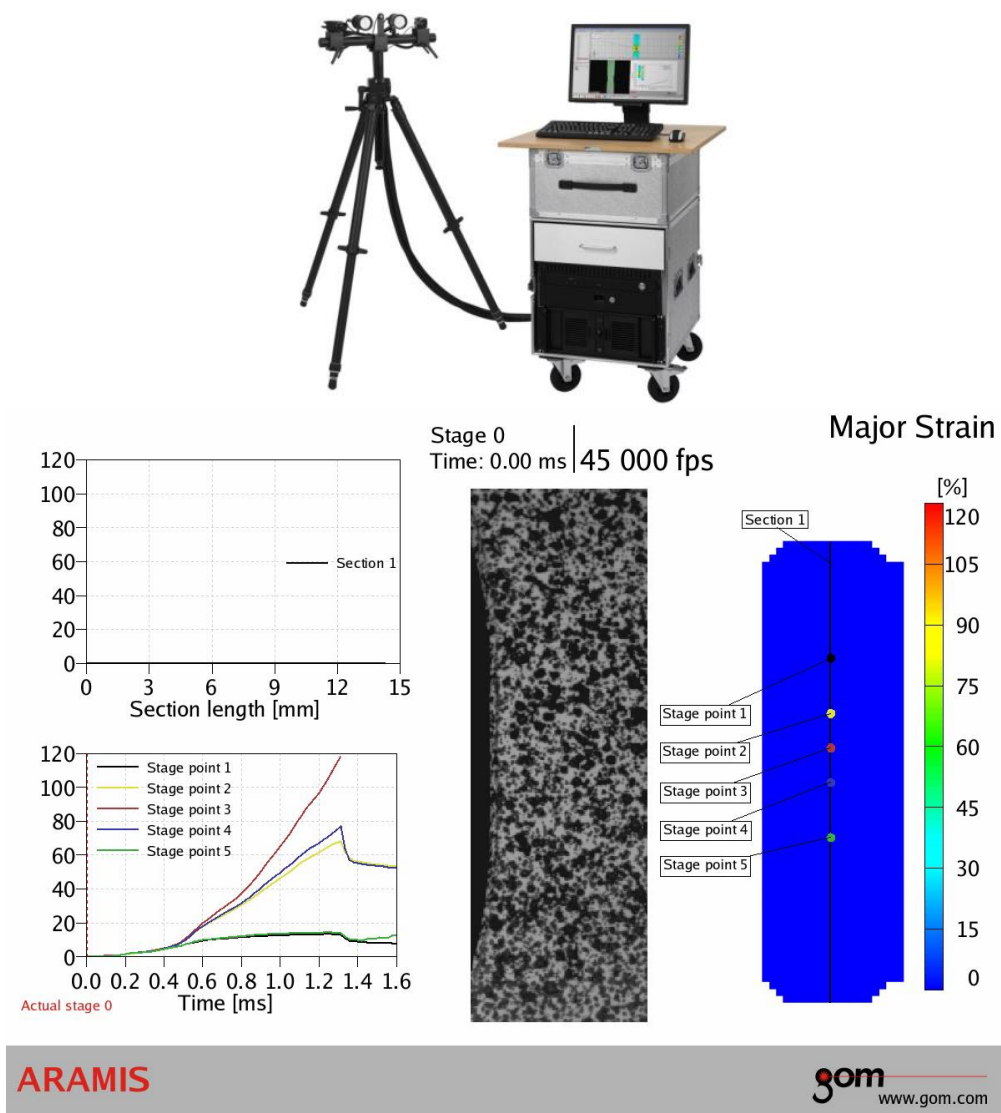 Stage 0
Time: 0.00 ms
45 000 fps
Major Strain
120
100
80
60
40
20
0
Section 1
0 3 6 9 12 15
Section length [mm]
120
100
80
60
40
20
0
Stage point 1
Stage point 2
Stage point 3
Stage point 4
Stage point 5
0.0 0.2 0.4 0.6 0.8 1.0 1.2 1.4 1.6
Time [ms]
Actual stage 0
Section 1
Stage point 1
Stage point 2
Stage point 3
Stage point 4
Stage point 5
[%]
120
105
90
75
60
45
30
15
0
ARAMIS
gom
www.gom.com